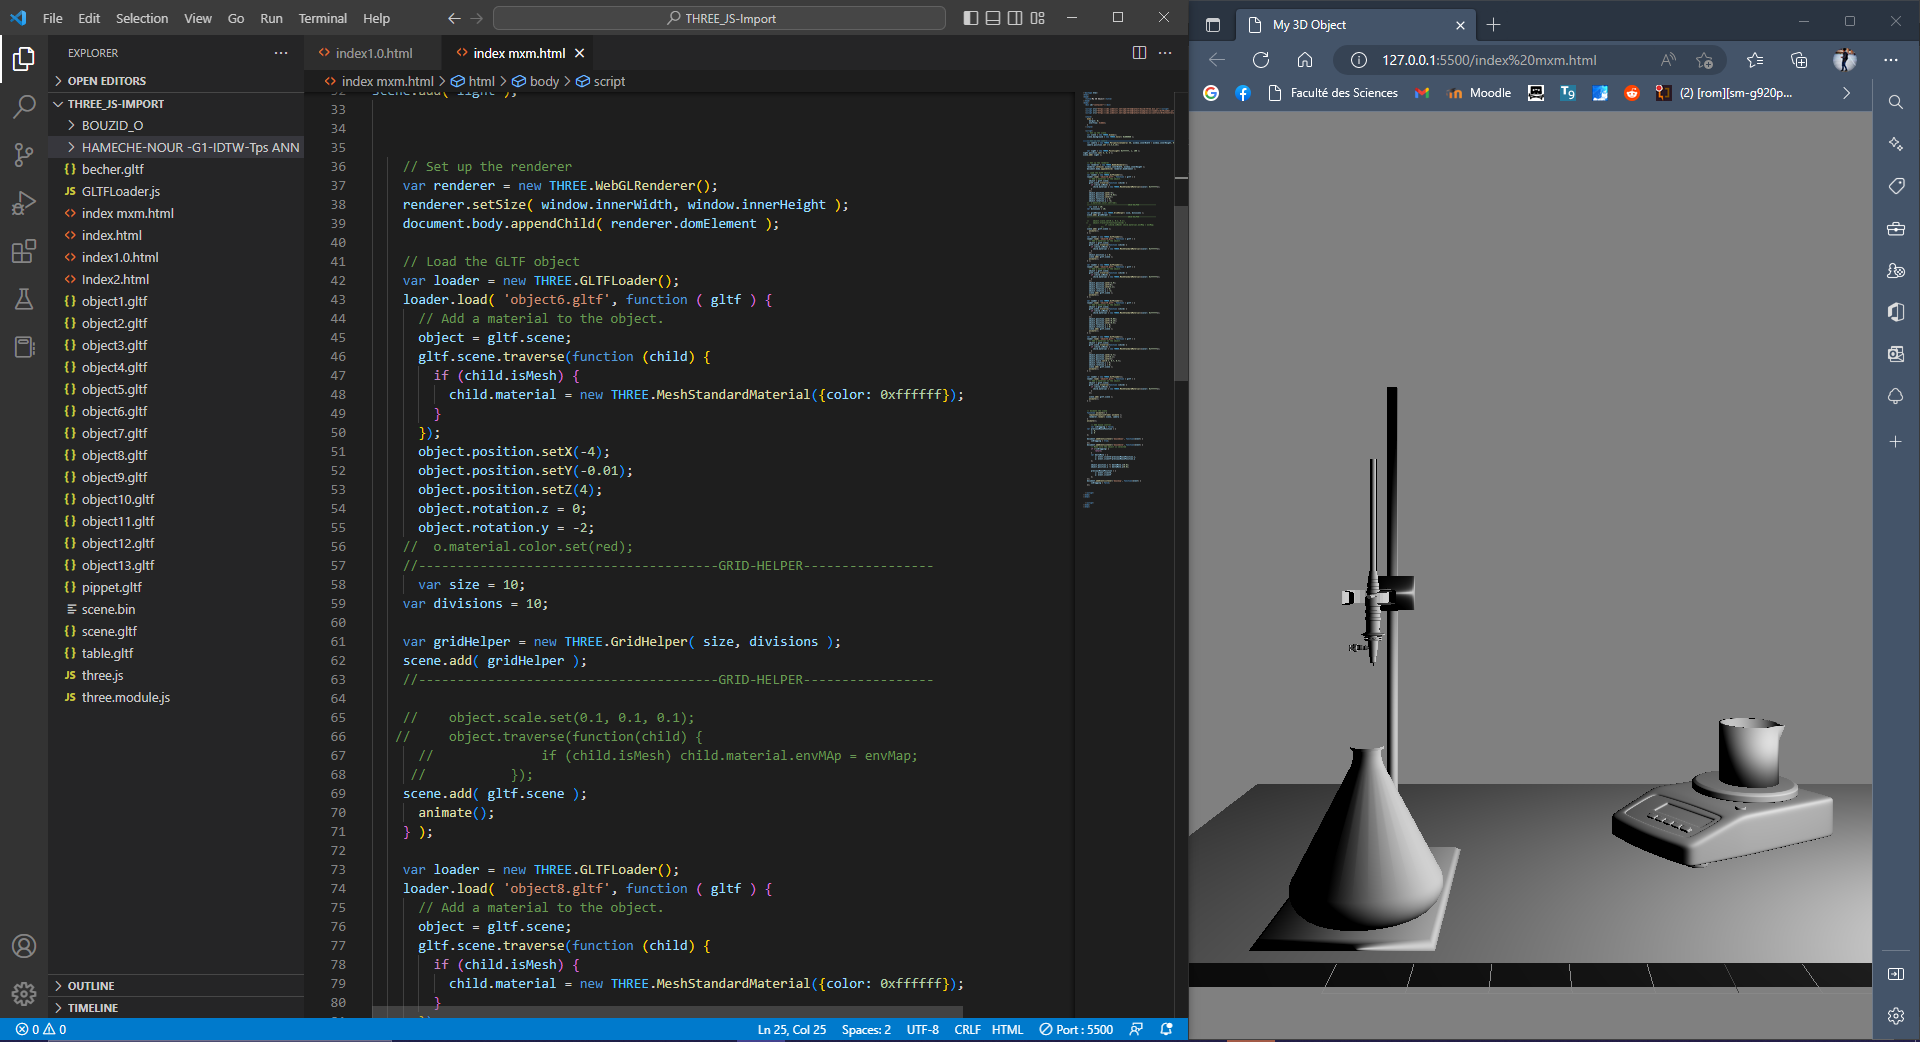 File Edit Selection View Go Run Terminal Help
THREE_JS-Import
My 3D Object
127.0.0.1:5500/index%20mxm.html
Faculté des Sciences
Moodle
(2) [rom][sm-g920p...
EXPLORER
OPEN EDITORS
THREE_JS-IMPORT
BOUZID_O
HAMECHE-NOUR -G1-IDTW-Tps ANN
becher.gltf
GLTFLoader.js
index mxm.html
index.html
index1.0.html
Index2.html
object1.gltf
object2.gltf
object3.gltf
object4.gltf
object5.gltf
object6.gltf
object7.gltf
object8.gltf
object9.gltf
object10.gltf
object11.gltf
object12.gltf
object13.gltf
pippet.gltf
scene.bin
scene.gltf
table.gltf
three.js
three.module.js
OUTLINE
TIMELINE
index1.0.html
index mxm.html
index mxm.html > html > body > script
32 scene.add( light );
33
34
35
36 // Set up the renderer
37 var renderer = new THREE.WebGLRenderer();
38 renderer.setSize( window.innerWidth, window.innerHeight );
39 document.body.appendChild( renderer.domElement );
40
41 // Load the GLTF object
42 var loader = new THREE.GLTFLoader();
43 loader.load( 'object6.gltf', function ( gltf ) {
44 // Add a material to the object.
45 object = gltf.scene;
46 gltf.scene.traverse(function (child) {
47 if (child.isMesh) {
48 child.material = new THREE.MeshStandardMaterial({color: 0xffffff});
49 }
50 });
51 object.position.setX(-4);
52 object.position.setY(-0.01);
53 object.position.setZ(4);
54 object.rotation.z = 0;
55 object.rotation.y = -2;
56 // o.material.color.set(red);
57 //---------------------------------------GRID-HELPER-----------------
58 var size = 10;
59 var divisions = 10;
60
61 var gridHelper = new THREE.GridHelper( size, divisions );
62 scene.add( gridHelper );
63 //---------------------------------------GRID-HELPER-----------------
64
65 // object.scale.set(0.1, 0.1, 0.1);
66 // object.traverse(function(child) {
67 // if (child.isMesh) child.material.envMAp = envMap;
68 // });
69 scene.add( gltf.scene );
70 animate();
71 } );
72
73 var loader = new THREE.GLTFLoader();
74 loader.load( 'object8.gltf', function ( gltf ) {
75 // Add a material to the object.
76 object = gltf.scene;
77 gltf.scene.traverse(function (child) {
78 if (child.isMesh) {
79 child.material = new THREE.MeshStandardMaterial({color: 0xffffff});
80 }
0 0
Ln 25, Col 25 Spaces: 2 UTF-8 CRLF HTML Port : 5500